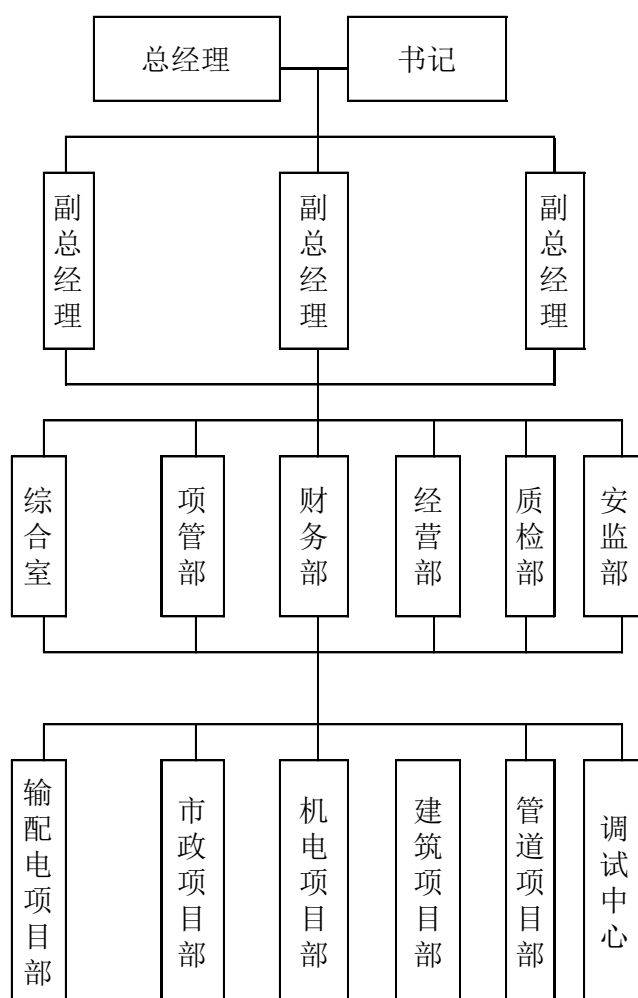 总经理
书记
副总经理
副总经理
副总经理
综合室
项管部
财务部
经营部
质检部
安监部
输配电项目部
市政项目部
机电项目部
建筑项目部
管道项目部
调试中心